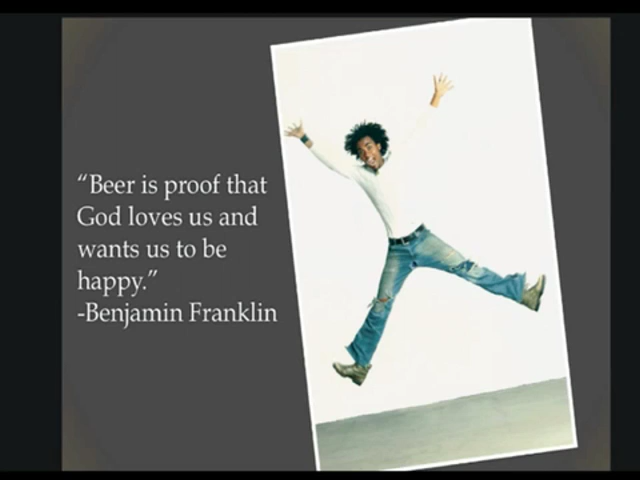 “Beer is proof that
God loves us and
wants us to be
happy.”
-Benjamin Franklin